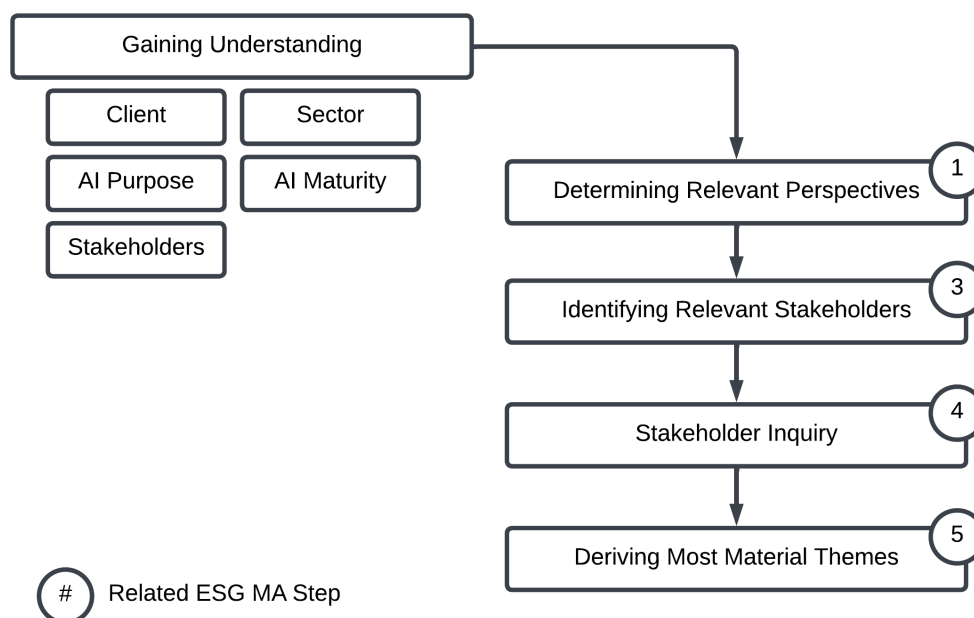 Gaining Understanding
Client
Sector
AI Purpose
AI Maturity
Stakeholders
1
Determining Relevant Perspectives
3
Identifying Relevant Stakeholders
4
Stakeholder Inquiry
5
Deriving Most Material Themes
# Related ESG MA Step